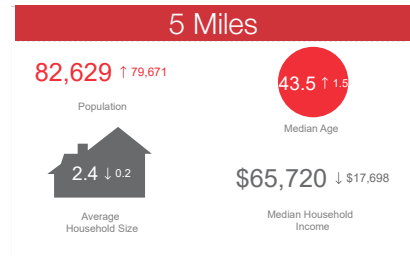 5 Miles
82,629 ↑ 79,671
Population
43.5 ↑ 1.5
Median Age
2.4 ↓ 0.2
Average
Household Size
$65,720 ↓ $17,698
Median Household
Income